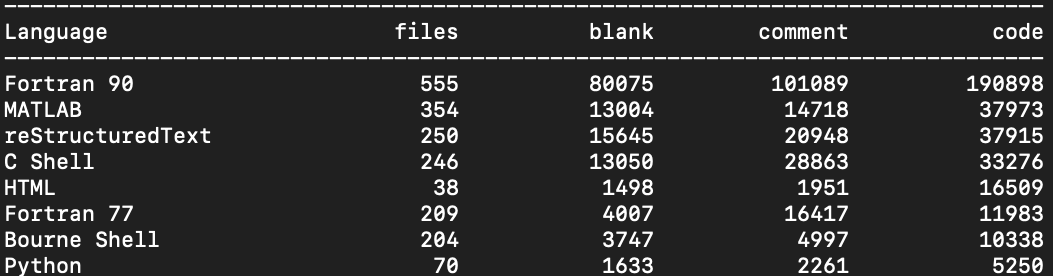 Language files blank comment code
Fortran 90 555 80075 101089 190898
MATLAB 354 13004 14718 37973
reStructuredText 250 15645 20948 37915
C Shell 246 13050 28863 33276
HTML 38 1498 1951 16509
Fortran 77 209 4007 16417 11983
Bourne Shell 204 3747 4997 10338
Python 70 1633 2261 5250